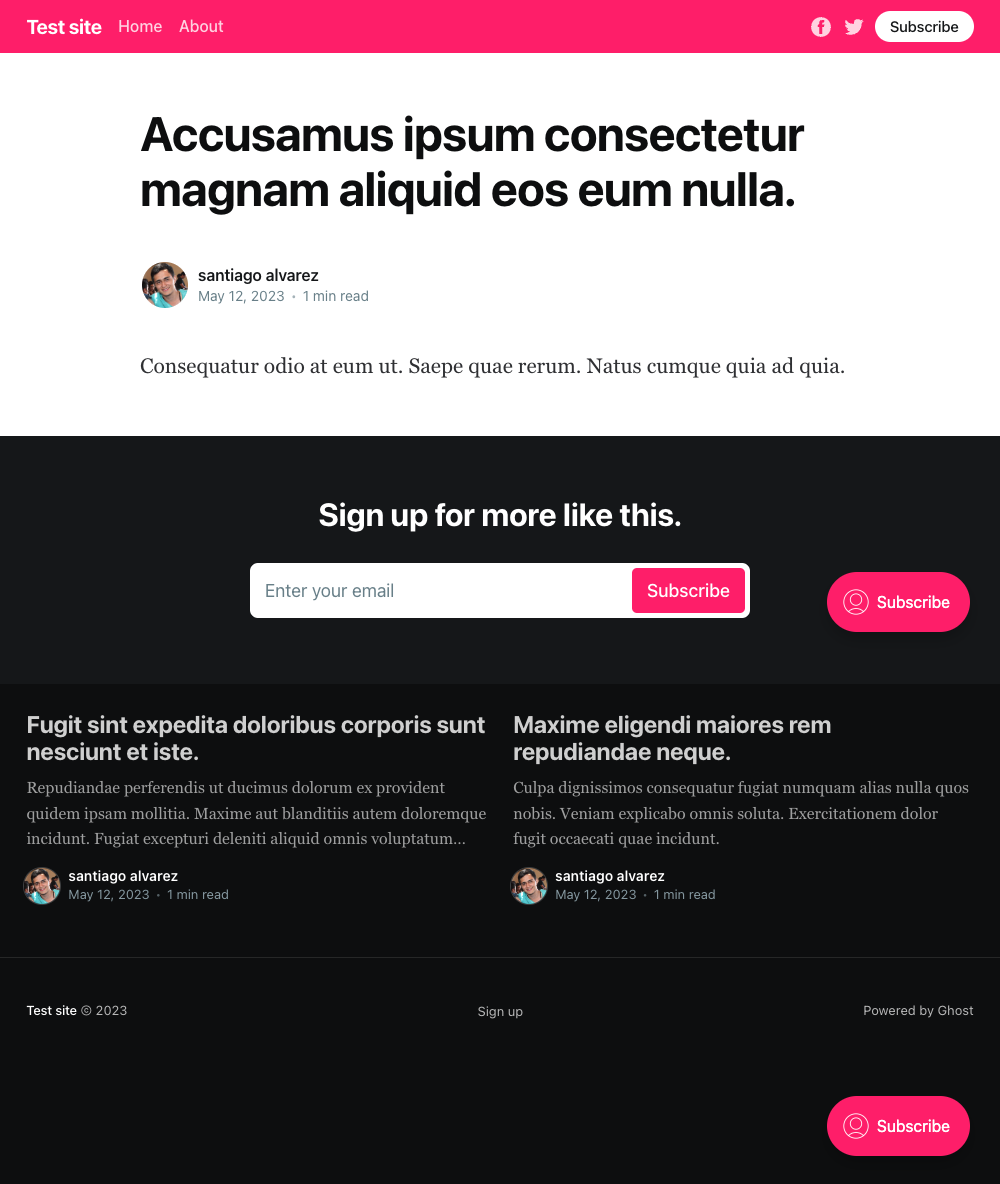 Test site Home About Subscribe
Accusamus ipsum consectetur
magnam aliquid eos eum nulla.
santiago alvarez
May 12, 2023 • 1 min read
Consequatur odio at eum ut. Saepe quae rerum. Natus cumque quia ad quia.
Sign up for more like this.
Enter your email Subscribe
Subscribe
Fugit sint expedita doloribus corporis sunt
nesciunt et iste.
Repudiandae perferendis ut ducimus dolorum ex provident
quidem ipsam mollitia. Maxime aut blanditiis autem doloremque
incidunt. Fugiat excepturi deleniti aliquid omnis voluptatum...
santiago alvarez
May 12, 2023 • 1 min read
Maxime eligendi maiores rem
repudiandae neque.
Culpa dignissimos consequatur fugiat numquam alias nulla quos
nobis. Veniam explicabo omnis soluta. Exercitationem dolor
fugit occaecati quae incidunt.
santiago alvarez
May 12, 2023 • 1 min read
Test site © 2023 Sign up Powered by Ghost
Subscribe